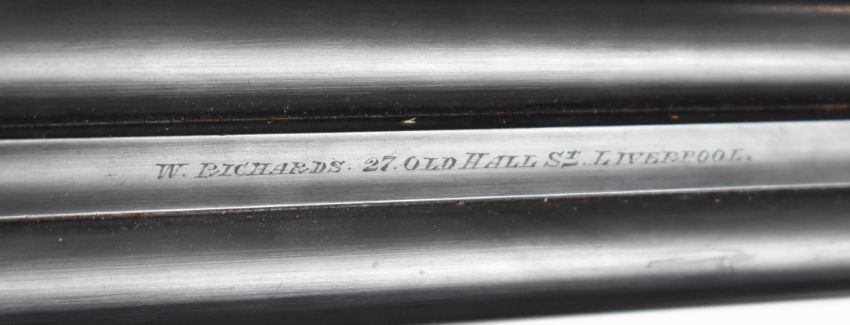 W. RICHARDS. 27. OLD HALL ST. LIVERPOOL.